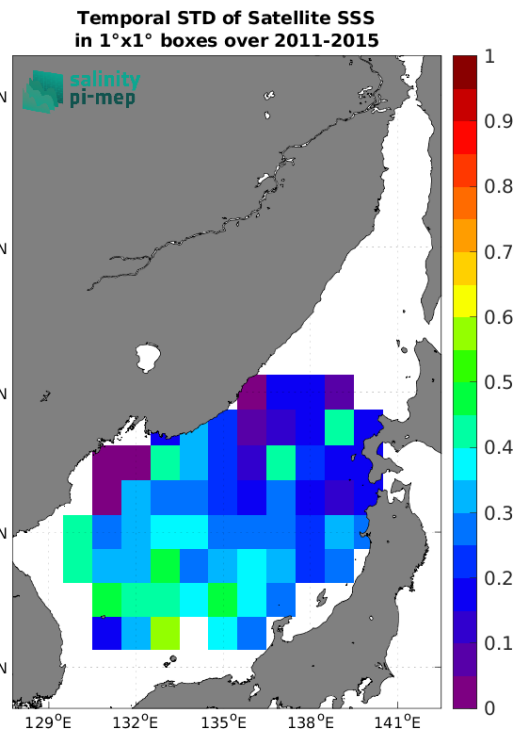 Temporal STD of Satellite SSS
in 1°x1° boxes over 2011-2015
salinity
pi-mep
N
N
N
N
N
1
0.9
0.8
0.7
0.6
0.5
0.4
0.3
0.2
0.1
0
129°E 132°E 135°E 138°E 141°E